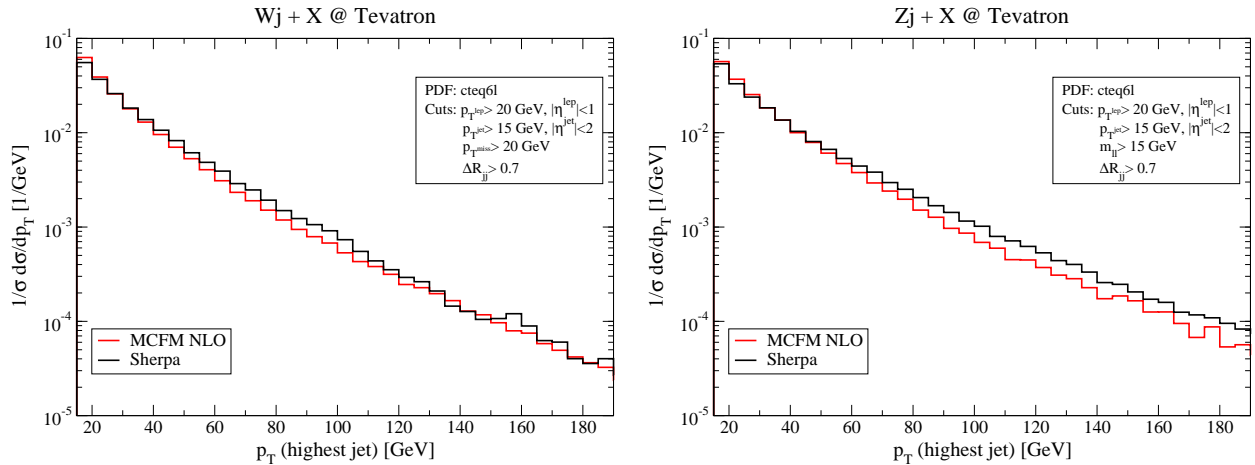 Wj + X @ Tevatron
10^-1
10^-2
10^-3
10^-4
10^-5
1/σ dσ/dp_T [1/GeV]
PDF: cteq6l
Cuts: p_T^lep > 20 GeV, |η^lep|<1
p_T^jet > 15 GeV, |η^jet|<2
p_T^miss > 20 GeV
ΔR_jj > 0.7
MCFM NLO
Sherpa
20 40 60 80 100 120 140 160 180
p_T (highest jet) [GeV]
Zj + X @ Tevatron
10^-1
10^-2
10^-3
10^-4
10^-5
1/σ dσ/dp_T [1/GeV]
PDF: cteq6l
Cuts: p_T^lep > 20 GeV, |η^lep|<1
p_T^jet > 15 GeV, |η^jet|<2
m_ll > 15 GeV
ΔR_jj > 0.7
MCFM NLO
Sherpa
20 40 60 80 100 120 140 160 180
p_T (highest jet) [GeV]